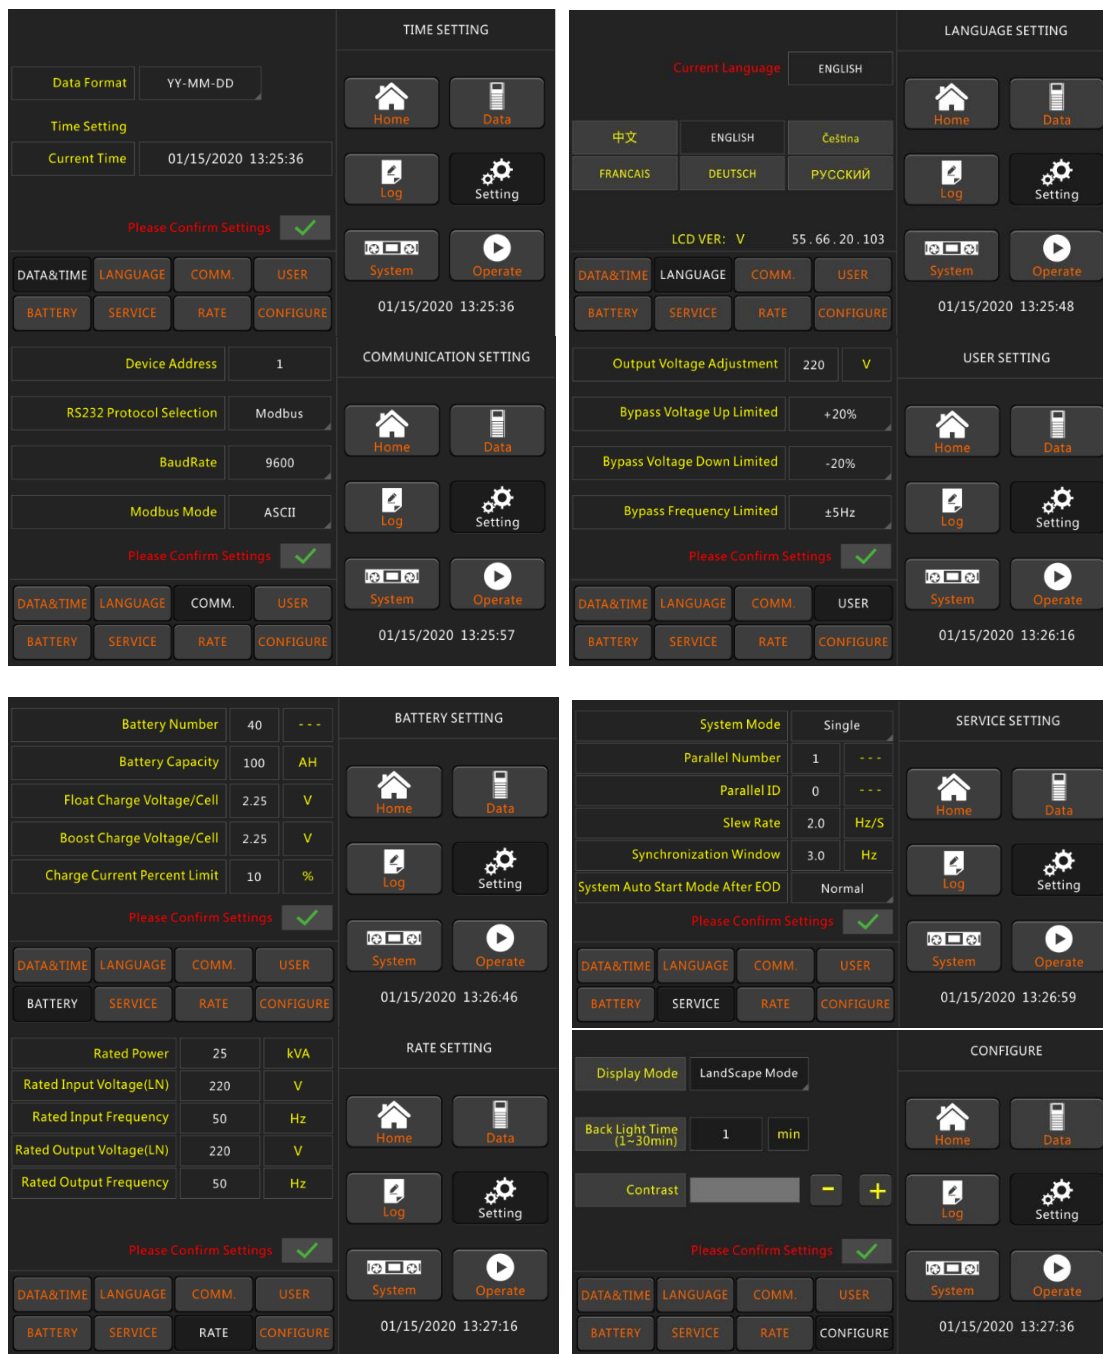 TIME SETTING
Data Format YY-MM-DD
Time Setting
Current Time 01/15/2020 13:25:36
Please Confirm Settings
Home Data
Log Setting
System Operate
DATA&TIME LANGUAGE COMM. USER
BATTERY SERVICE RATE CONFIGURE
01/15/2020 13:25:36
LANGUAGE SETTING
Current Language ENGLISH
中文 ENGLISH Čeština
FRANCAIS DEUTSCH РУССКИЙ
LCD VER: V 55.66.20.103
Home Data
Log Setting
System Operate
DATA&TIME LANGUAGE COMM. USER
BATTERY SERVICE RATE CONFIGURE
01/15/2020 13:25:48
COMMUNICATION SETTING
Device Address 1
RS232 Protocol Selection Modbus
BaudRate 9600
Modbus Mode ASCII
Please Confirm Settings
Home Data
Log Setting
System Operate
DATA&TIME LANGUAGE COMM. USER
BATTERY SERVICE RATE CONFIGURE
01/15/2020 13:25:57
USER SETTING
Output Voltage Adjustment 220 V
Bypass Voltage Up Limited +20%
Bypass Voltage Down Limited -20%
Bypass Frequency Limited ±5Hz
Please Confirm Settings
Home Data
Log Setting
System Operate
DATA&TIME LANGUAGE COMM. USER
BATTERY SERVICE RATE CONFIGURE
01/15/2020 13:26:16
BATTERY SETTING
Battery Number 40 ---
Battery Capacity 100 AH
Float Charge Voltage/Cell 2.25 V
Boost Charge Voltage/Cell 2.25 V
Charge Current Percent Limit 10 %
Please Confirm Settings
Home Data
Log Setting
System Operate
DATA&TIME LANGUAGE COMM. USER
BATTERY SERVICE RATE CONFIGURE
01/15/2020 13:26:46
SERVICE SETTING
System Mode Single
Parallel Number 1 ---
Parallel ID 0 ---
Slew Rate 2.0 Hz/S
Synchronization Window 3.0 Hz
System Auto Start Mode After EOD Normal
Please Confirm Settings
Home Data
Log Setting
System Operate
DATA&TIME LANGUAGE COMM. USER
BATTERY SERVICE RATE CONFIGURE
01/15/2020 13:26:59
RATE SETTING
Rated Power 25 kVA
Rated Input Voltage(LN) 220 V
Rated Input Frequency 50 Hz
Rated Output Voltage(LN) 220 V
Rated Output Frequency 50 Hz
Please Confirm Settings
Home Data
Log Setting
System Operate
DATA&TIME LANGUAGE COMM. USER
BATTERY SERVICE RATE CONFIGURE
01/15/2020 13:27:16
CONFIGURE
Display Mode LandScape Mode
Back Light Time
(1~30min) 1 min
Contrast - +
Please Confirm Settings
Home Data
Log Setting
System Operate
DATA&TIME LANGUAGE COMM. USER
BATTERY SERVICE RATE CONFIGURE
01/15/2020 13:27:36